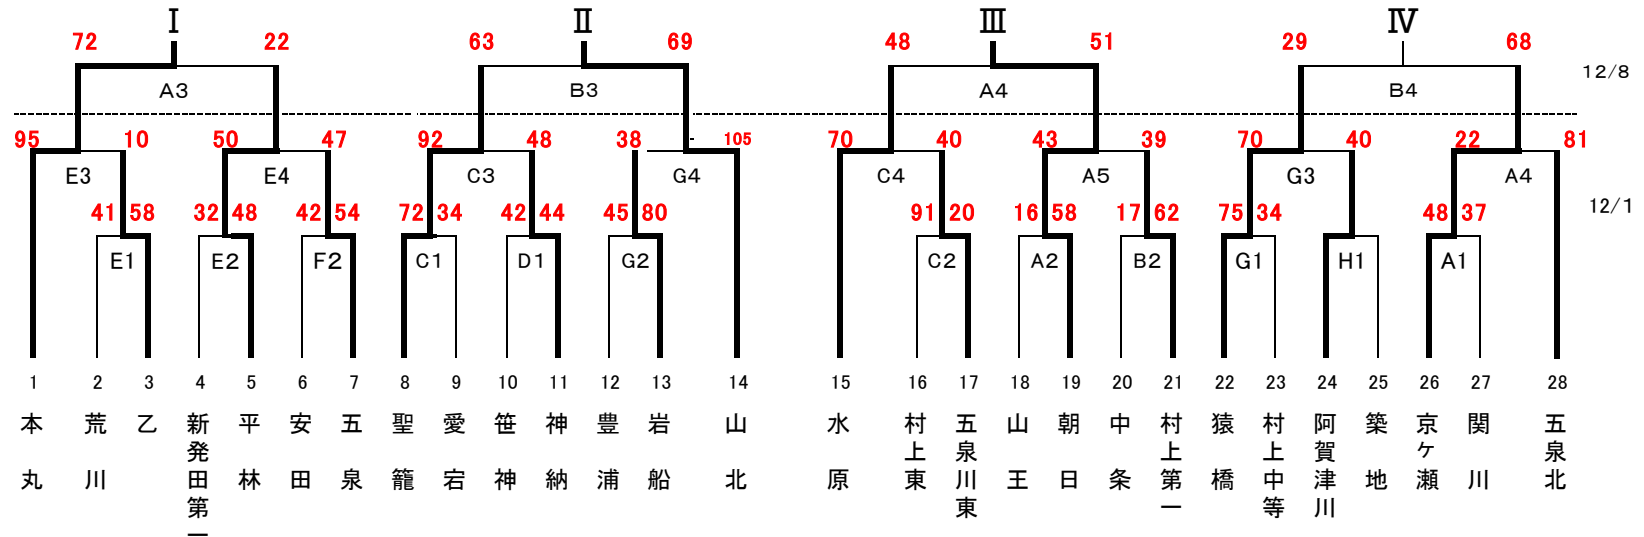 Ⅰ Ⅱ Ⅲ Ⅳ
72 22 63 69 48 51 29 68
12/8
A3 B3 A4 B4
95 10 50 47 92 48 38 105 70 40 43 39 70 40 22 81
E3 E4 C3 G4 C4 A5 G3 A4
12/1
41 58 32 48 42 54 72 34 42 44 45 80 91 20 16 58 17 62 75 34 48 37
E1 E2 F2 C1 D1 G2 C2 A2 B2 G1 H1 A1
1 2 3 4 5 6 7 8 9 10 11 12 13 14 15 16 17 18 19 20 21 22 23 24 25 26 27 28
本丸
荒川
乙
新発田第一
平林
安田
五泉
聖籠
愛宕
笹神
神納
豊浦
岩船
山北
水原
村上東
五泉川東
山王
朝日
中条
村上第一
猿橋
村上中等
阿賀津川
築地
京ケ瀬
関川
五泉北